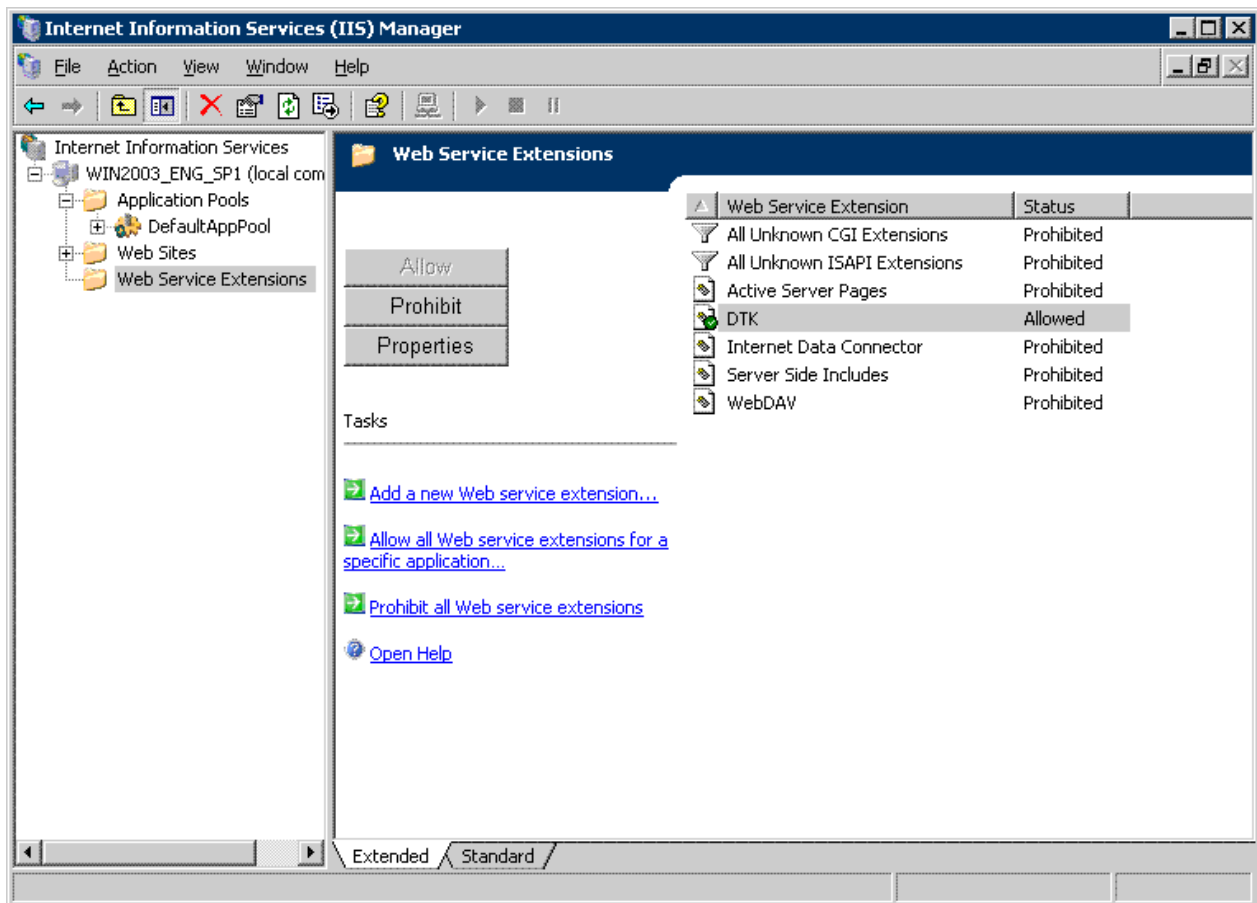 Internet Information Services (IIS) Manager
File Action View Window Help
Internet Information Services
WIN2003_ENG_SP1 (local com
Application Pools
DefaultAppPool
Web Sites
Web Service Extensions
Web Service Extensions
Allow
Prohibit
Properties
Tasks
Add a new Web service extension...
Allow all Web service extensions for a
specific application...
Prohibit all Web service extensions
Open Help
Web Service Extension Status
All Unknown CGI Extensions Prohibited
All Unknown ISAPI Extensions Prohibited
Active Server Pages Prohibited
DTK Allowed
Internet Data Connector Prohibited
Server Side Includes Prohibited
WebDAV Prohibited
Extended Standard